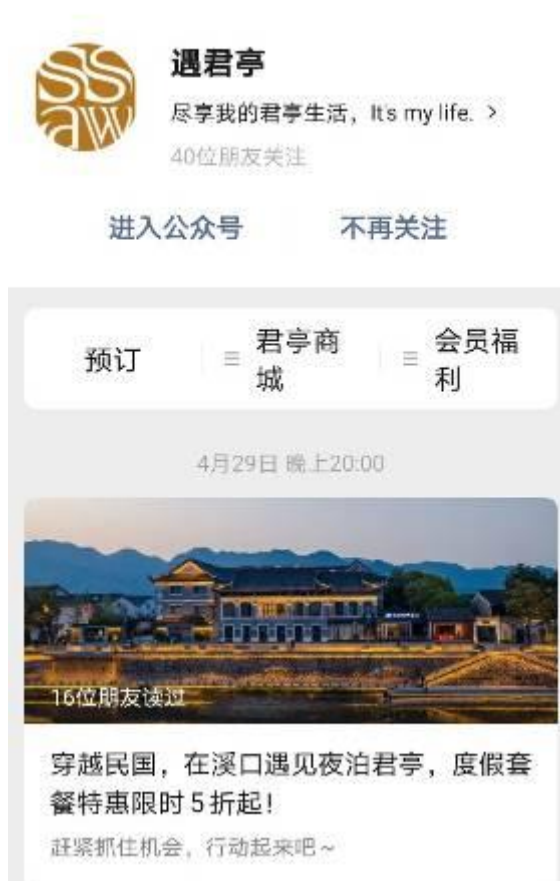 SS
aw
遇君亭
尽享我的君亭生活，It's my life. >
40位朋友关注
进入公众号 不再关注
预订
君亭商
城
会员福
利
4月29日 晚上20:00
16位朋友读过
穿越民国，在溪口遇见夜泊君亭，度假套
餐特惠限时5折起！
赶紧抓住机会，行动起来吧～